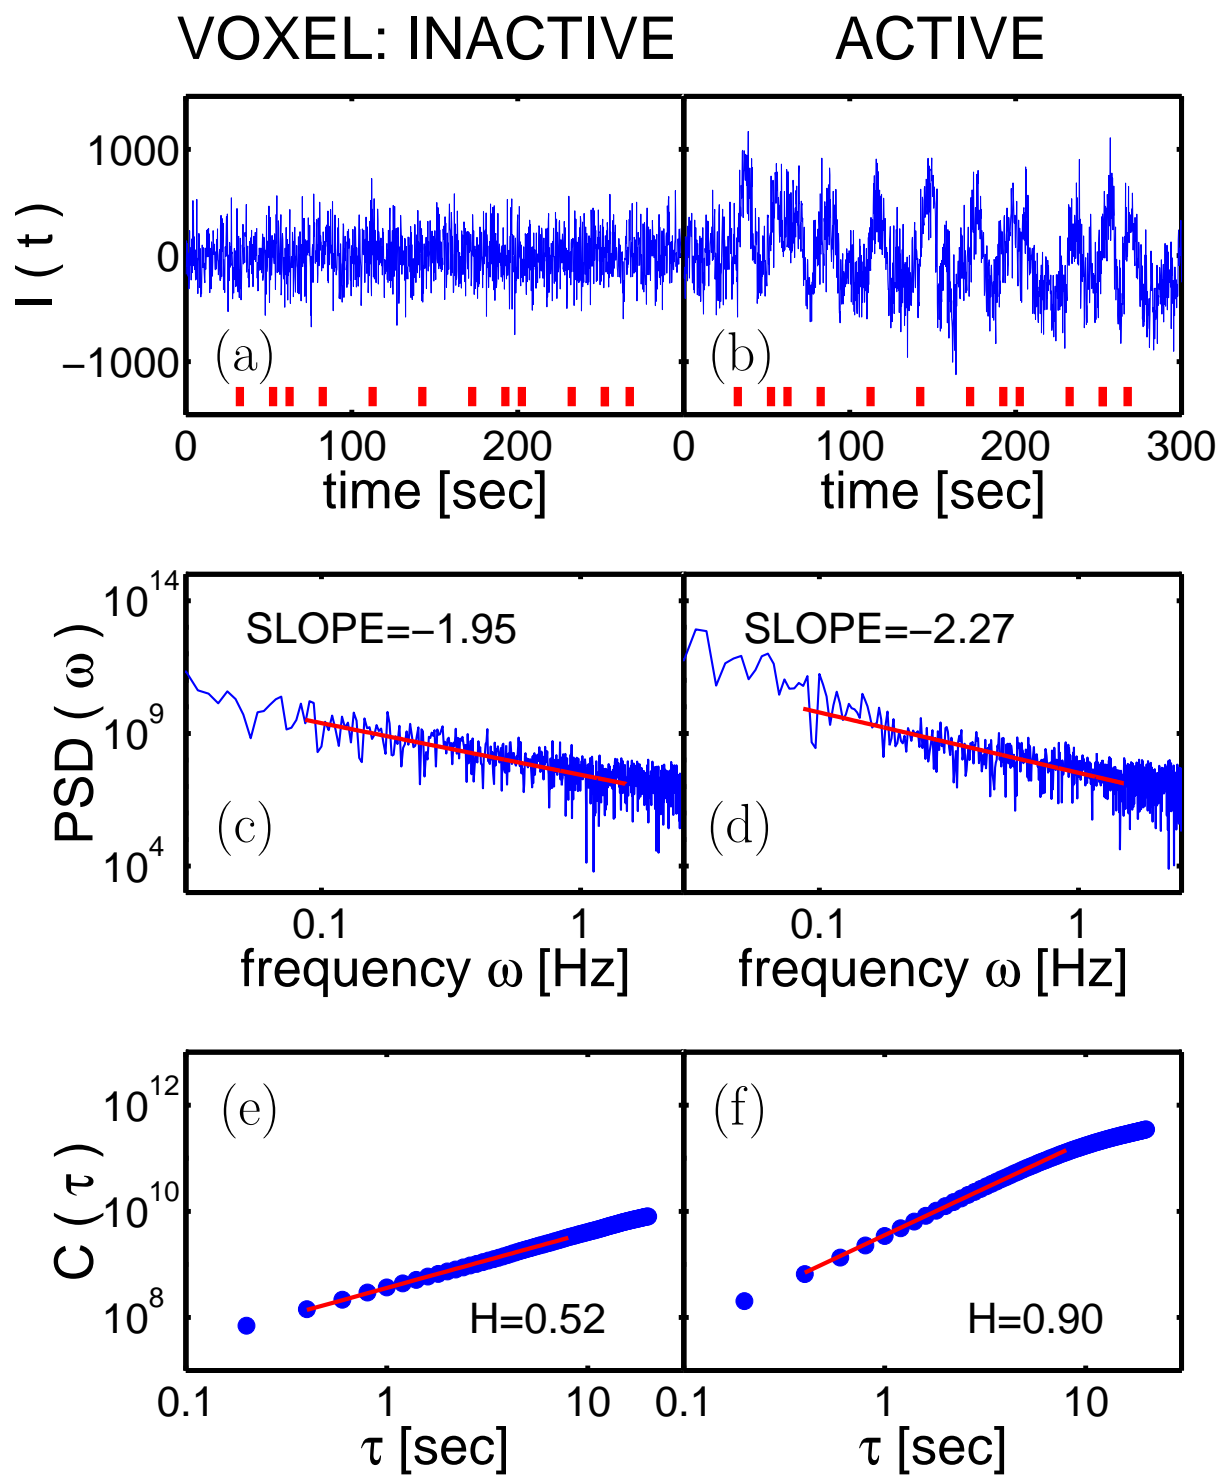 VOXEL: INACTIVE ACTIVE
I ( t )
1000
0
−1000
(a) (b)
0 100 200 0 100 200 300
time [sec] time [sec]
PSD ( ω )
10^14
10^9
10^4
SLOPE=−1.95 SLOPE=−2.27
(c) (d)
0.1 1 0.1 1
frequency ω [Hz] frequency ω [Hz]
C ( τ )
10^12
10^10
10^8
(e) (f)
H=0.52 H=0.90
0.1 1 10 0.1 1 10
τ [sec] τ [sec]